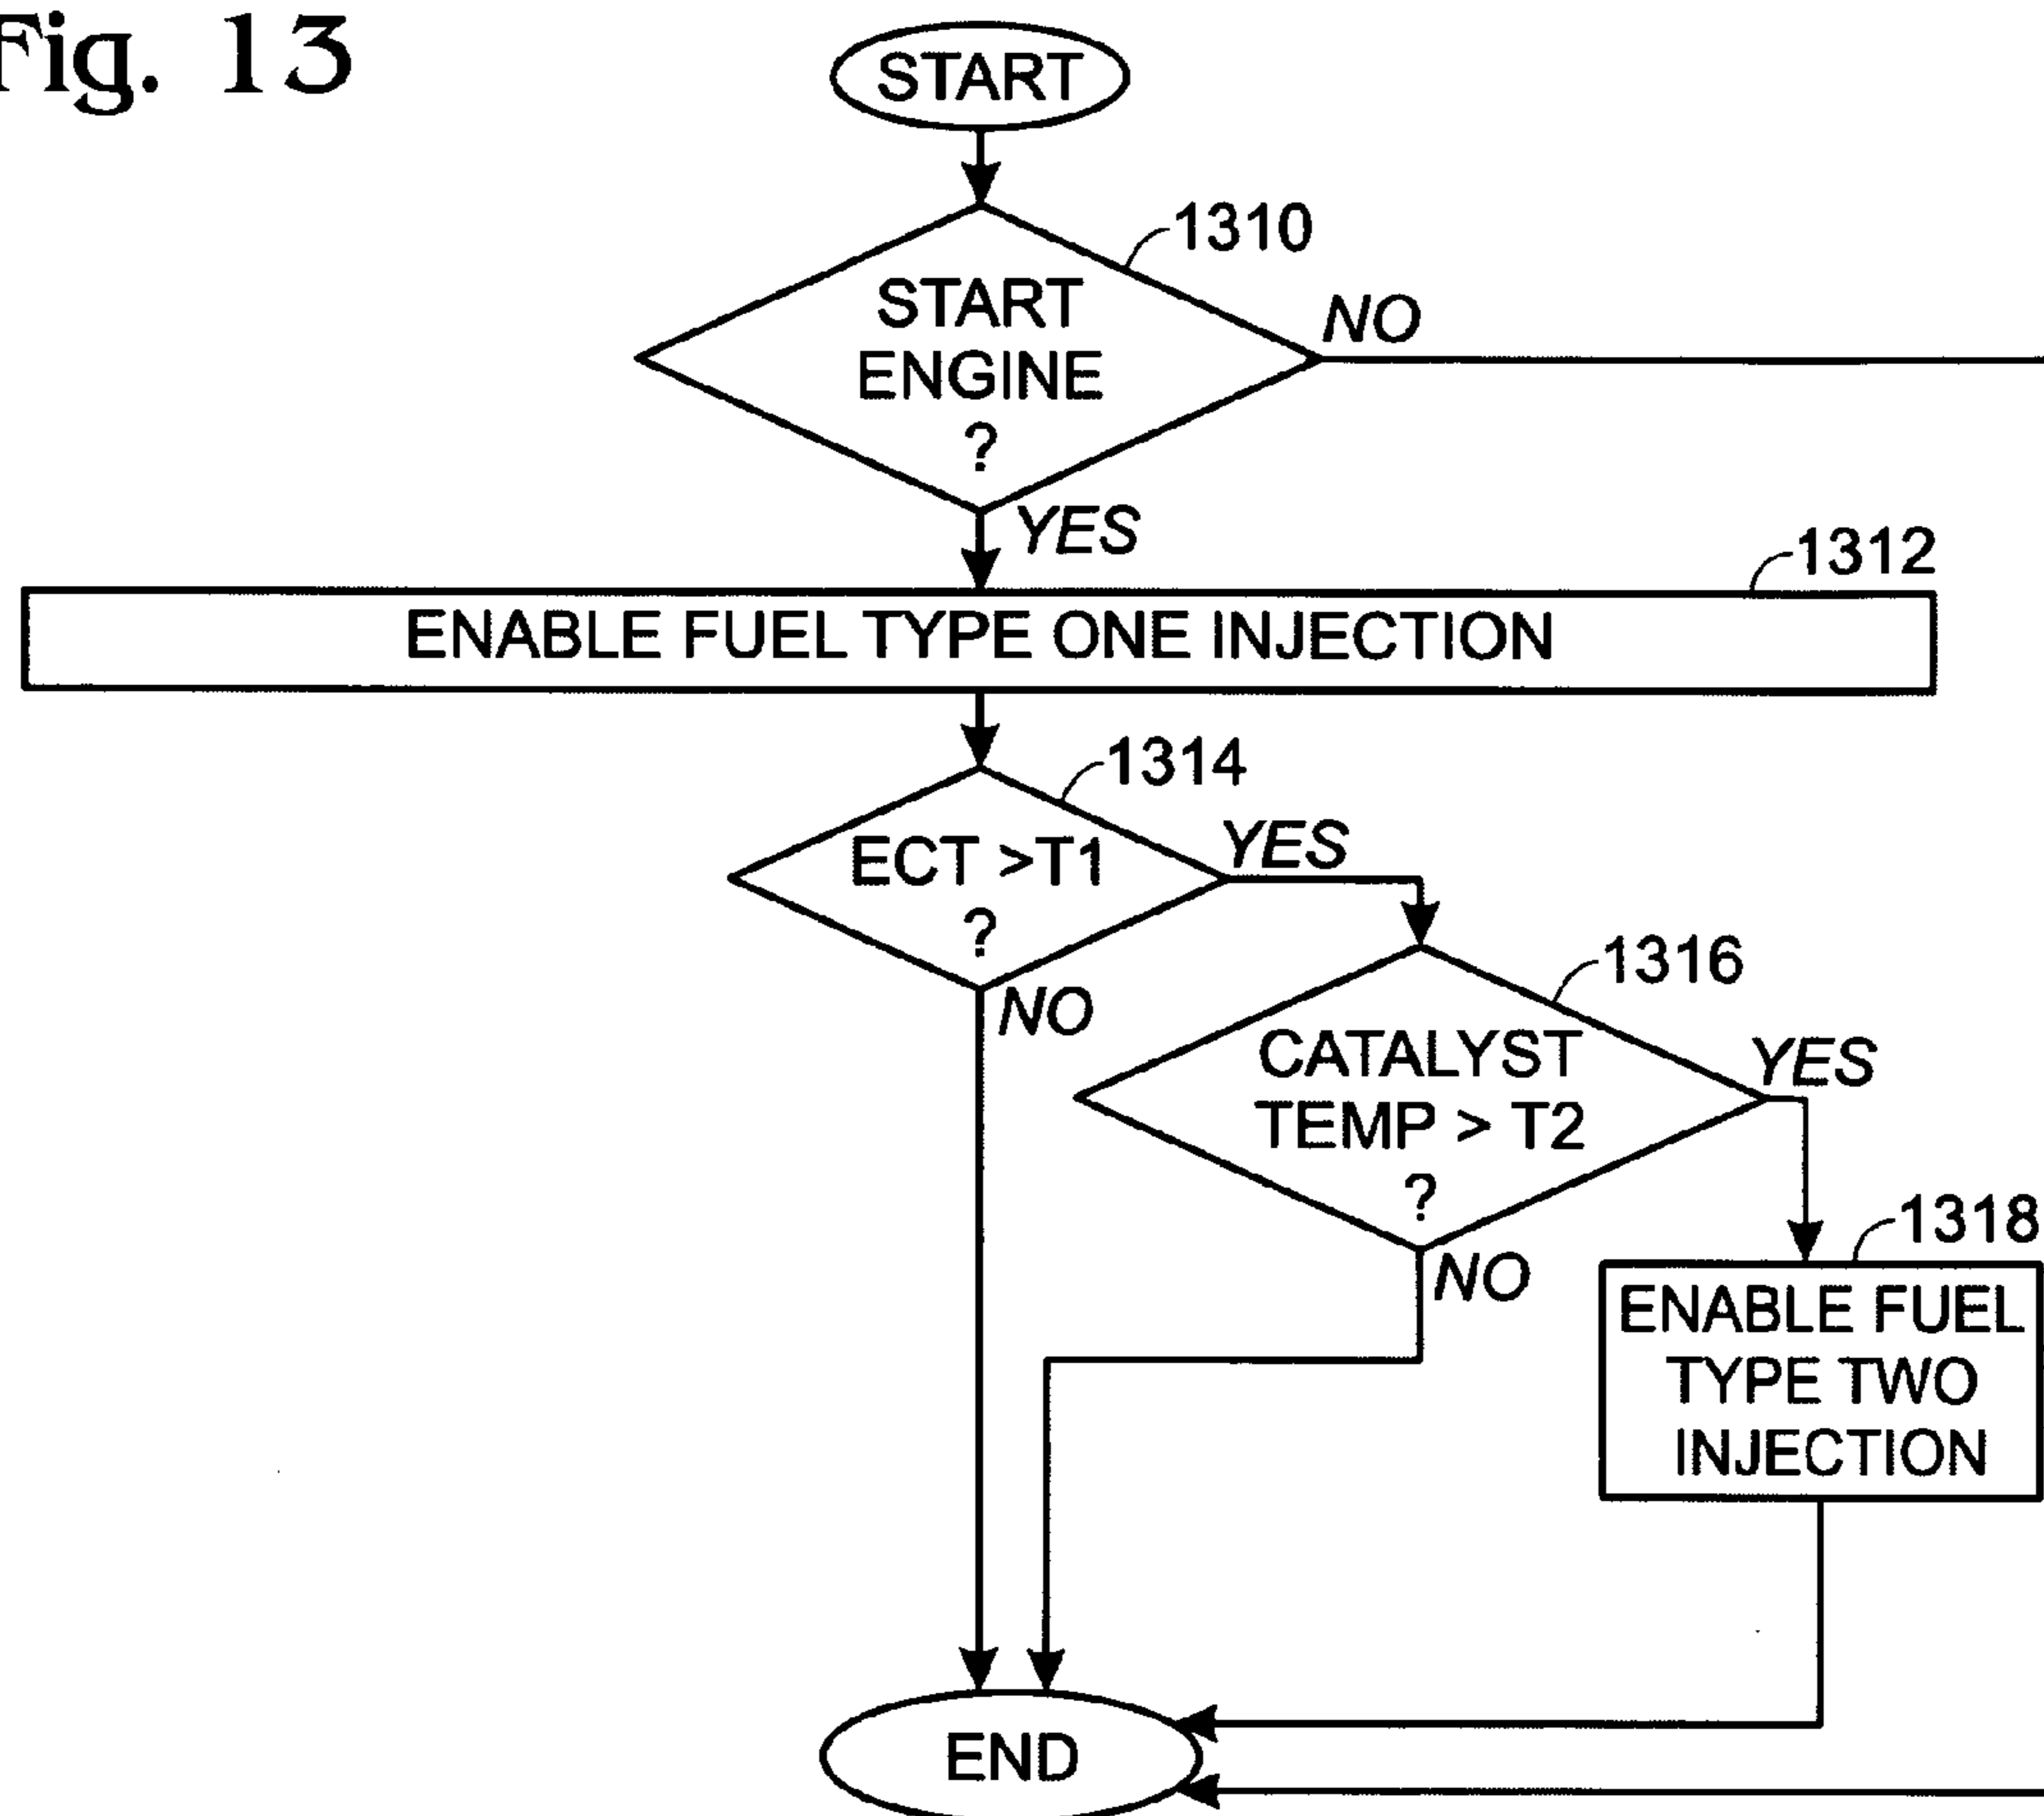 Fig. 13
START
1310
START
ENGINE
?
NO
YES
1312
ENABLE FUEL TYPE ONE INJECTION
1314
ECT >T1
?
YES
NO
1316
CATALYST
TEMP > T2
?
YES
NO
1318
ENABLE FUEL
TYPE TWO
INJECTION
END